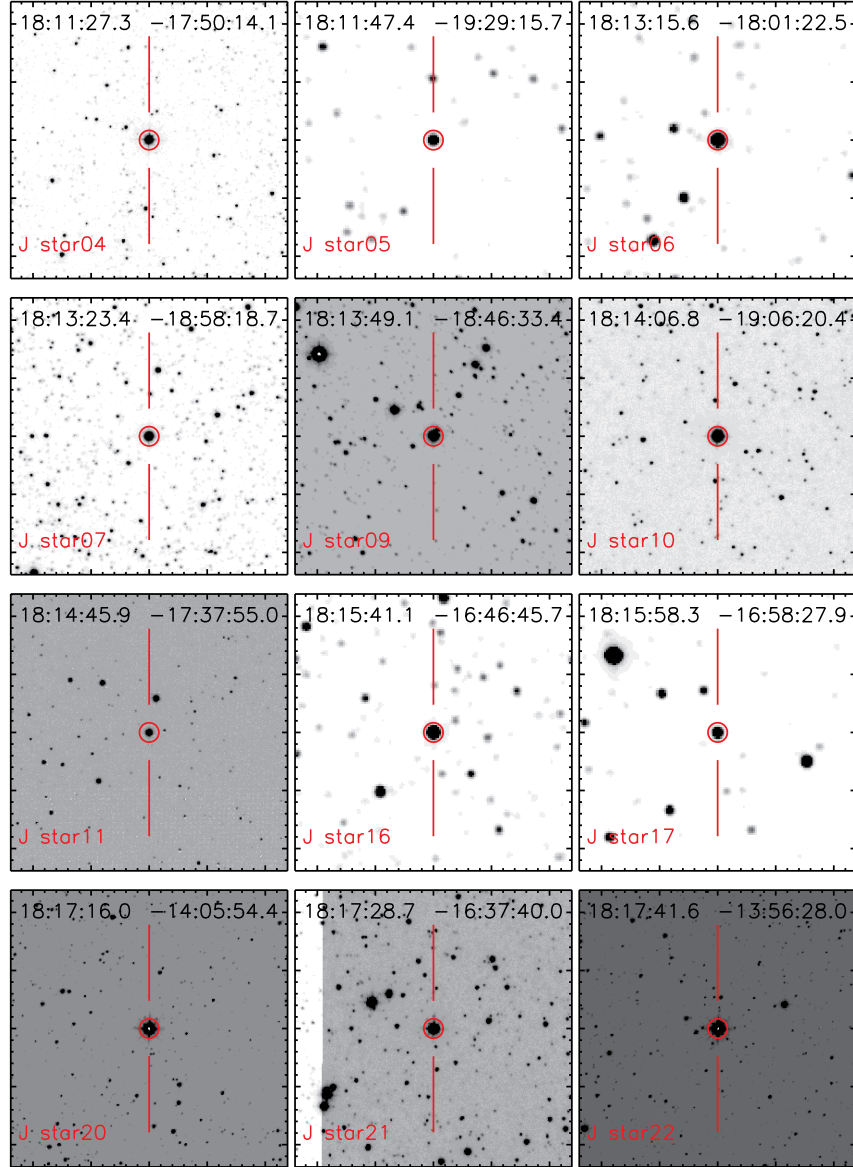 18:11:27.3 −17:50:14.1
J star04
18:11:47.4 −19:29:15.7
J star05
18:13:15.6 −18:01:22.5
J star06
18:13:23.4 −18:58:18.7
J star07
18:13:49.1 −18:46:33.4
J star09
18:14:06.8 −19:06:20.4
J star10
18:14:45.9 −17:37:55.0
J star11
18:15:41.1 −16:46:45.7
J star16
18:15:58.3 −16:58:27.9
J star17
18:17:16.0 −14:05:54.4
J star20
18:17:28.7 −16:37:40.0
J star21
18:17:41.6 −13:56:28.0
J star22